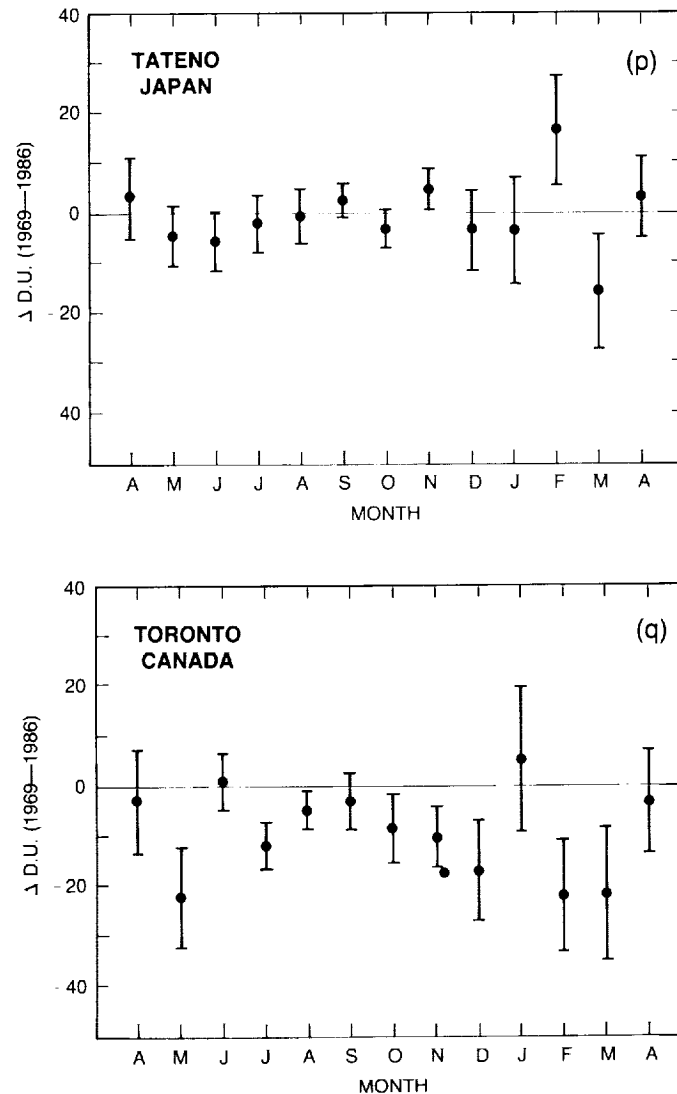 40
20
0
- 20
40
Δ D.U. (1969—1986)
TATENO
JAPAN
(p)
A M J J A S O N D J F M A
MONTH
40
20
0
- 20
- 40
Δ D.U. (1969—1986)
TORONTO
CANADA
(q)
A M J J A S O N D J F M A
MONTH